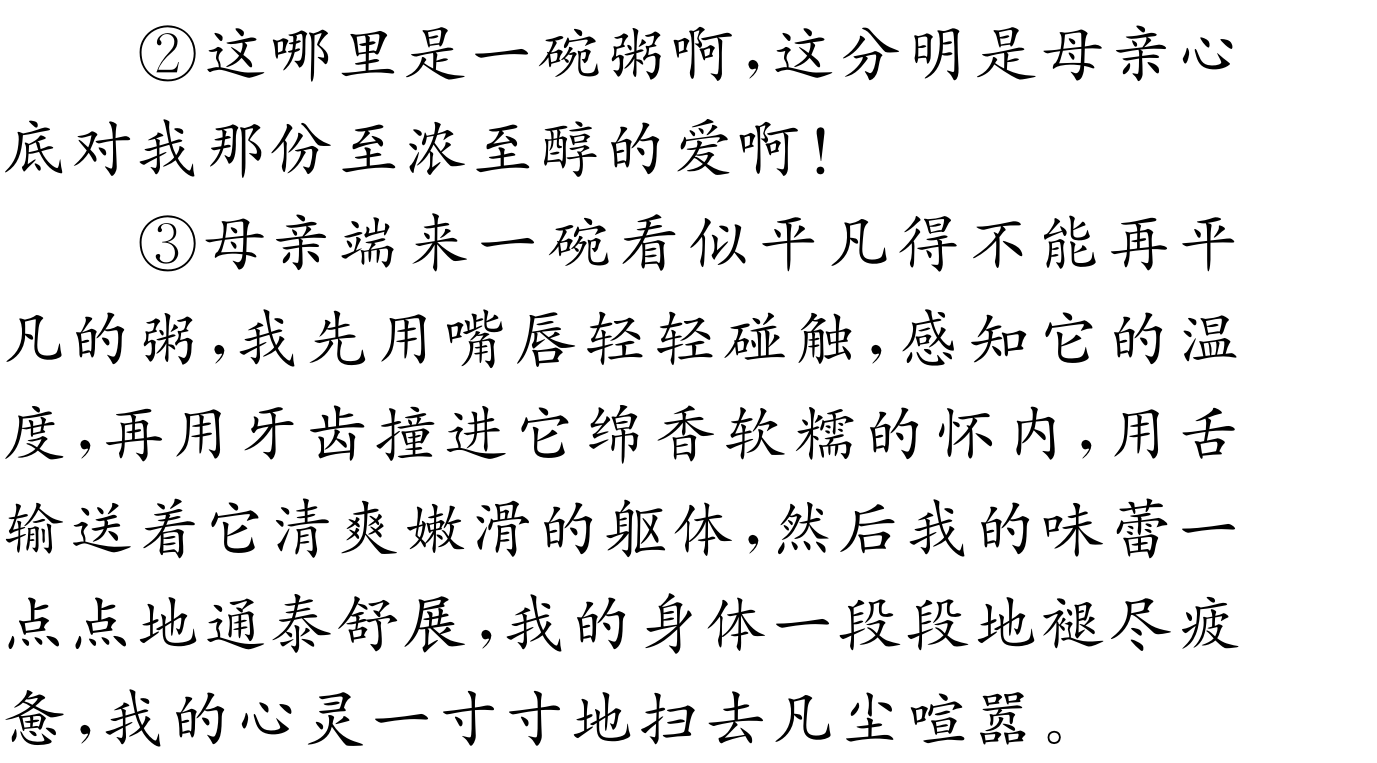 ②这哪里是一碗粥啊,这分明是母亲心
底对我那份至浓至醇的爱啊!
③母亲端来一碗看似平凡得不能再平
凡的粥,我先用嘴唇轻轻碰触,感知它的温
度,再用牙齿撞进它绵香软糯的怀内,用舌
输送着它清爽嫩滑的躯体,然后我的味蕾一
点点地通泰舒展,我的身体一段段地褪尽疲
惫,我的心灵一寸寸地扫去凡尘喧嚣。